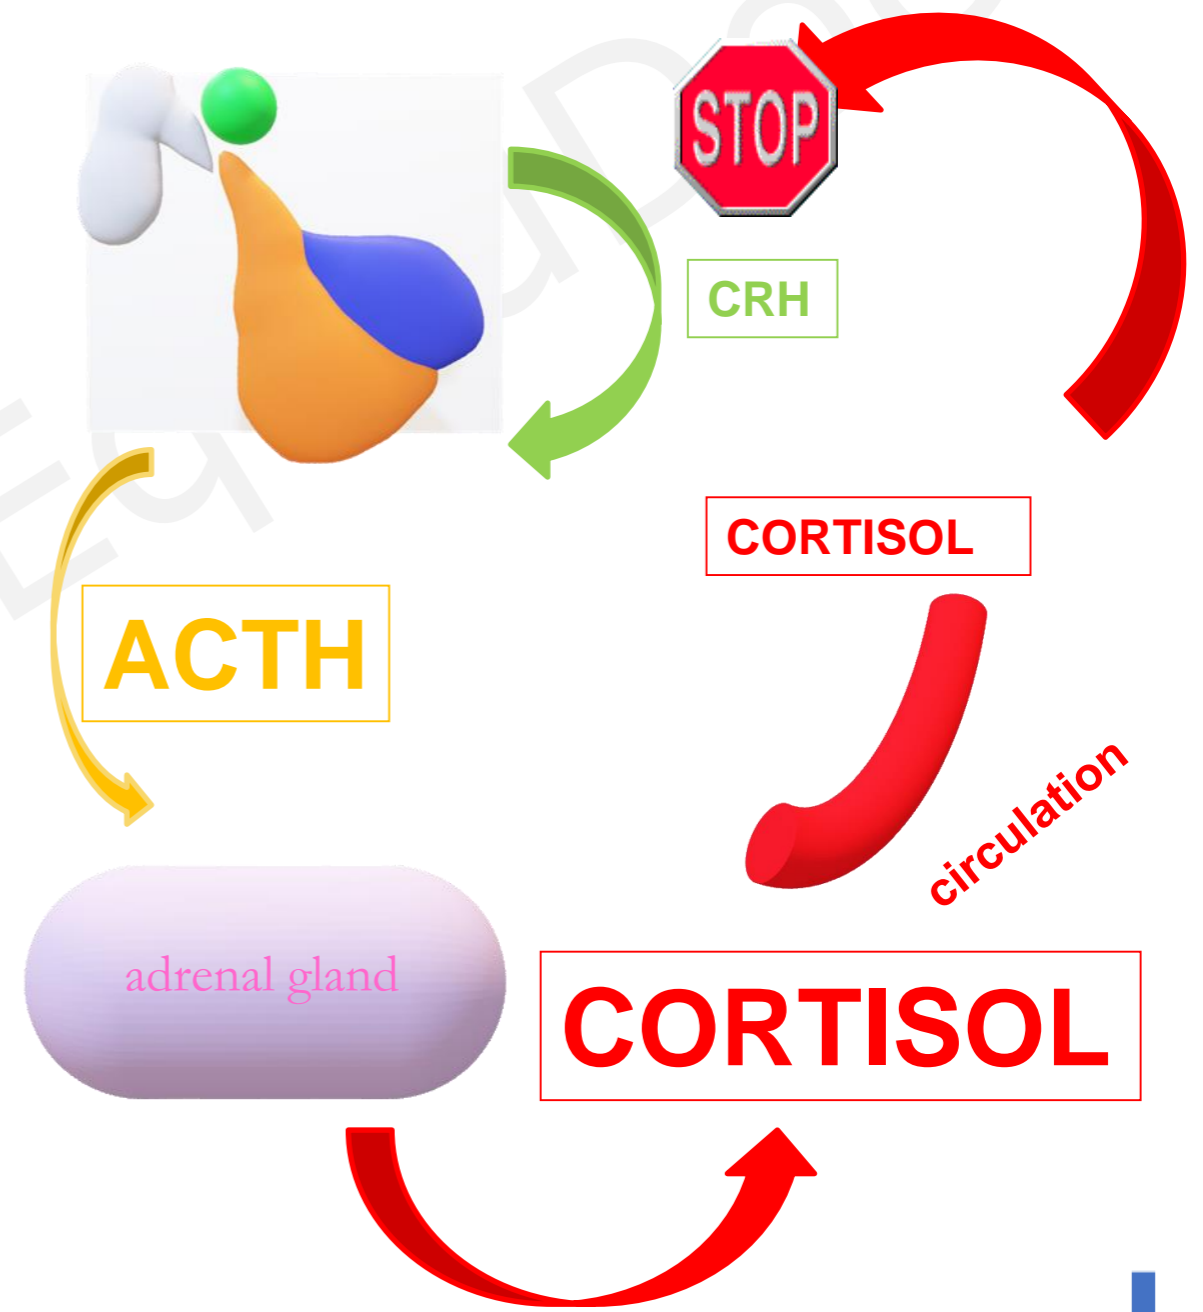 STOP
CRH
CORTISOL
ACTH
circulation
adrenal gland
CORTISOL